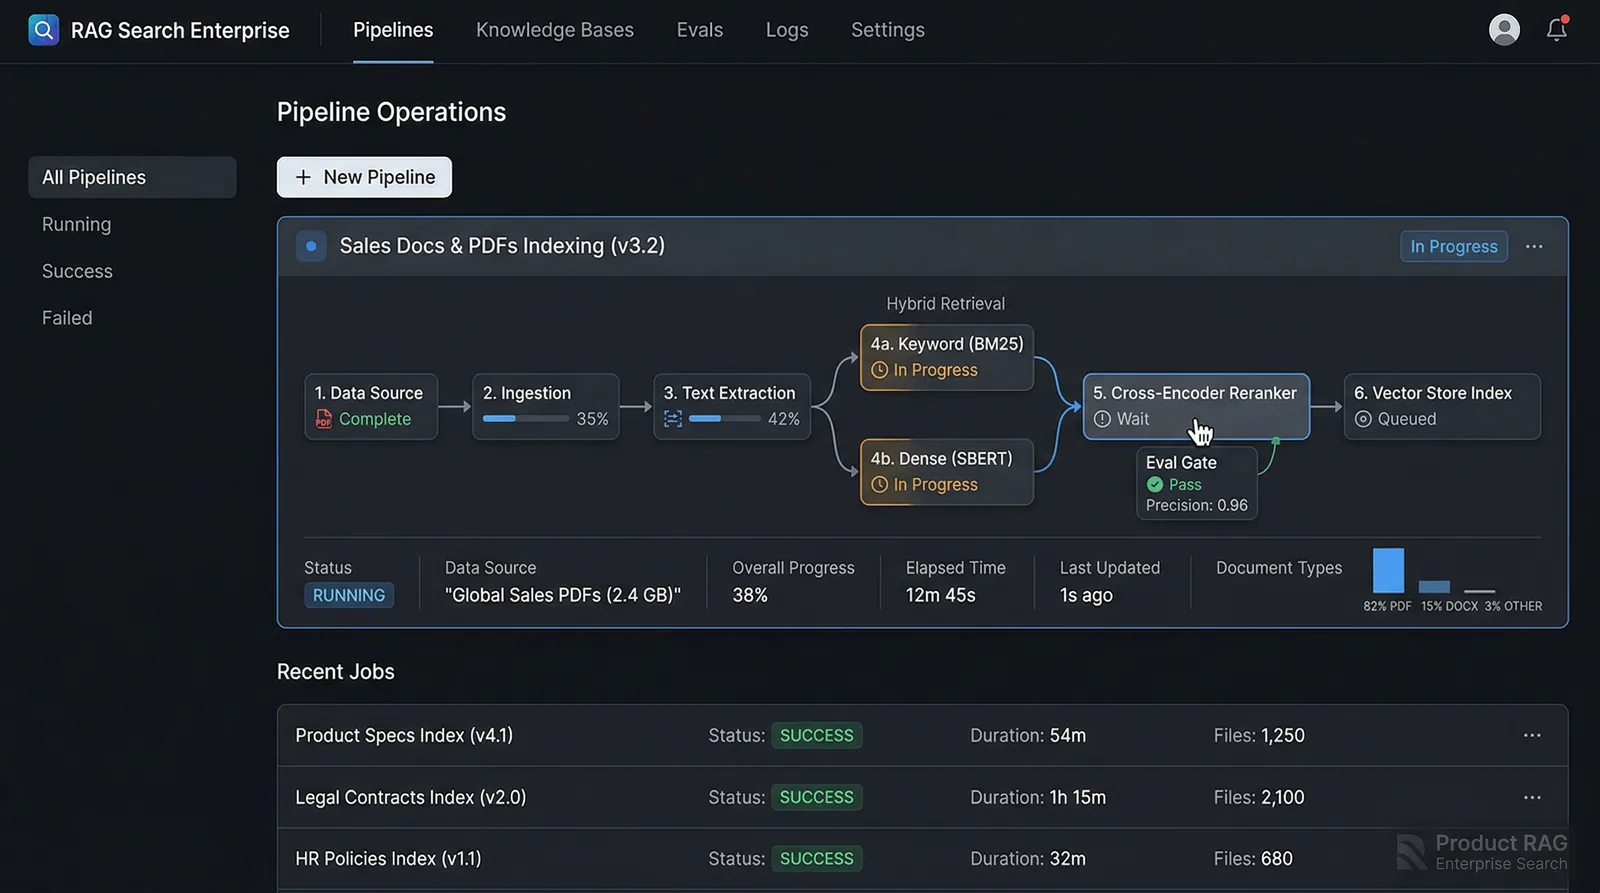 RAG Search Enterprise
Pipelines
Knowledge Bases
Evals
Logs
Settings
Pipeline Operations
All Pipelines
Running
Success
Failed
+ New Pipeline
Sales Docs & PDFs Indexing (v3.2)
In Progress
Hybrid Retrieval
1. Data Source
PDF Complete
2. Ingestion
35%
3. Text Extraction
42%
4a. Keyword (BM25)
In Progress
4b. Dense (SBERT)
In Progress
5. Cross-Encoder Reranker
Wait
Eval Gate
Pass
Precision: 0.96
6. Vector Store Index
Queued
Status
RUNNING
Data Source
"Global Sales PDFs (2.4 GB)"
Overall Progress
38%
Elapsed Time
12m 45s
Last Updated
1s ago
Document Types
82% PDF 15% DOCX 3% OTHER
Recent Jobs
Product Specs Index (v4.1) Status: SUCCESS Duration: 54m Files: 1,250
Legal Contracts Index (v2.0) Status: SUCCESS Duration: 1h 15m Files: 2,100
HR Policies Index (v1.1) Status: SUCCESS Duration: 32m Files: 680
Product RAG
Enterprise Search